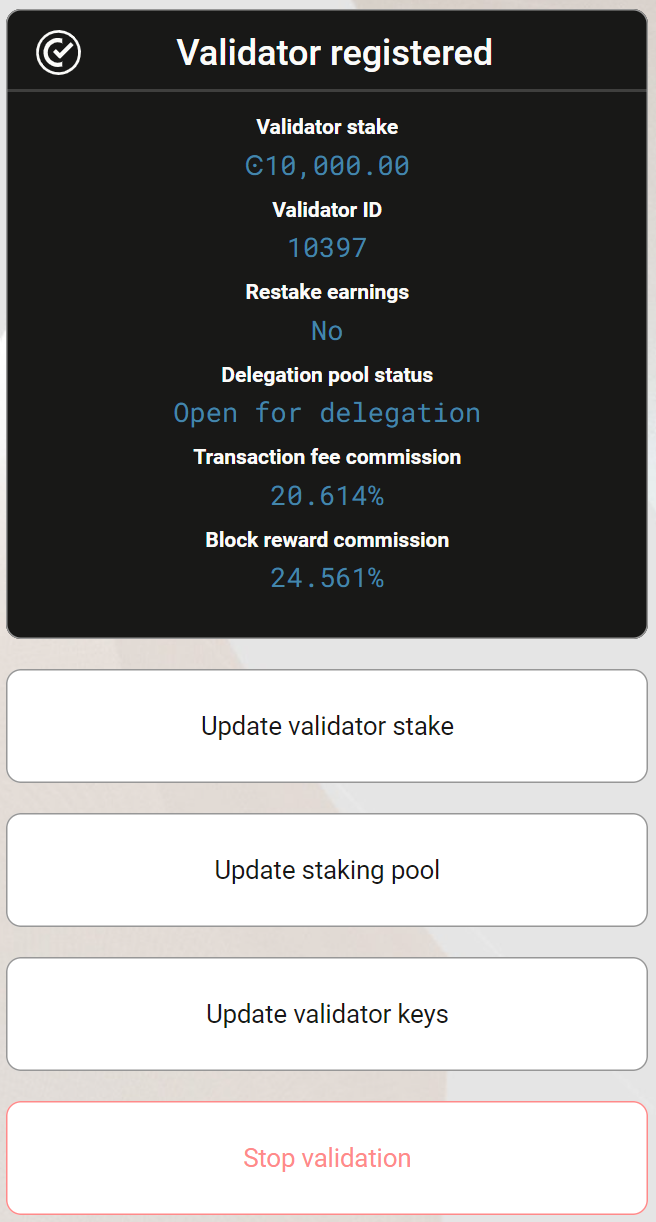 Validator registered
Validator stake
Ͼ10,000.00
Validator ID
10397
Restake earnings
No
Delegation pool status
Open for delegation
Transaction fee commission
20.614%
Block reward commission
24.561%
Update validator stake
Update staking pool
Update validator keys
Stop validation